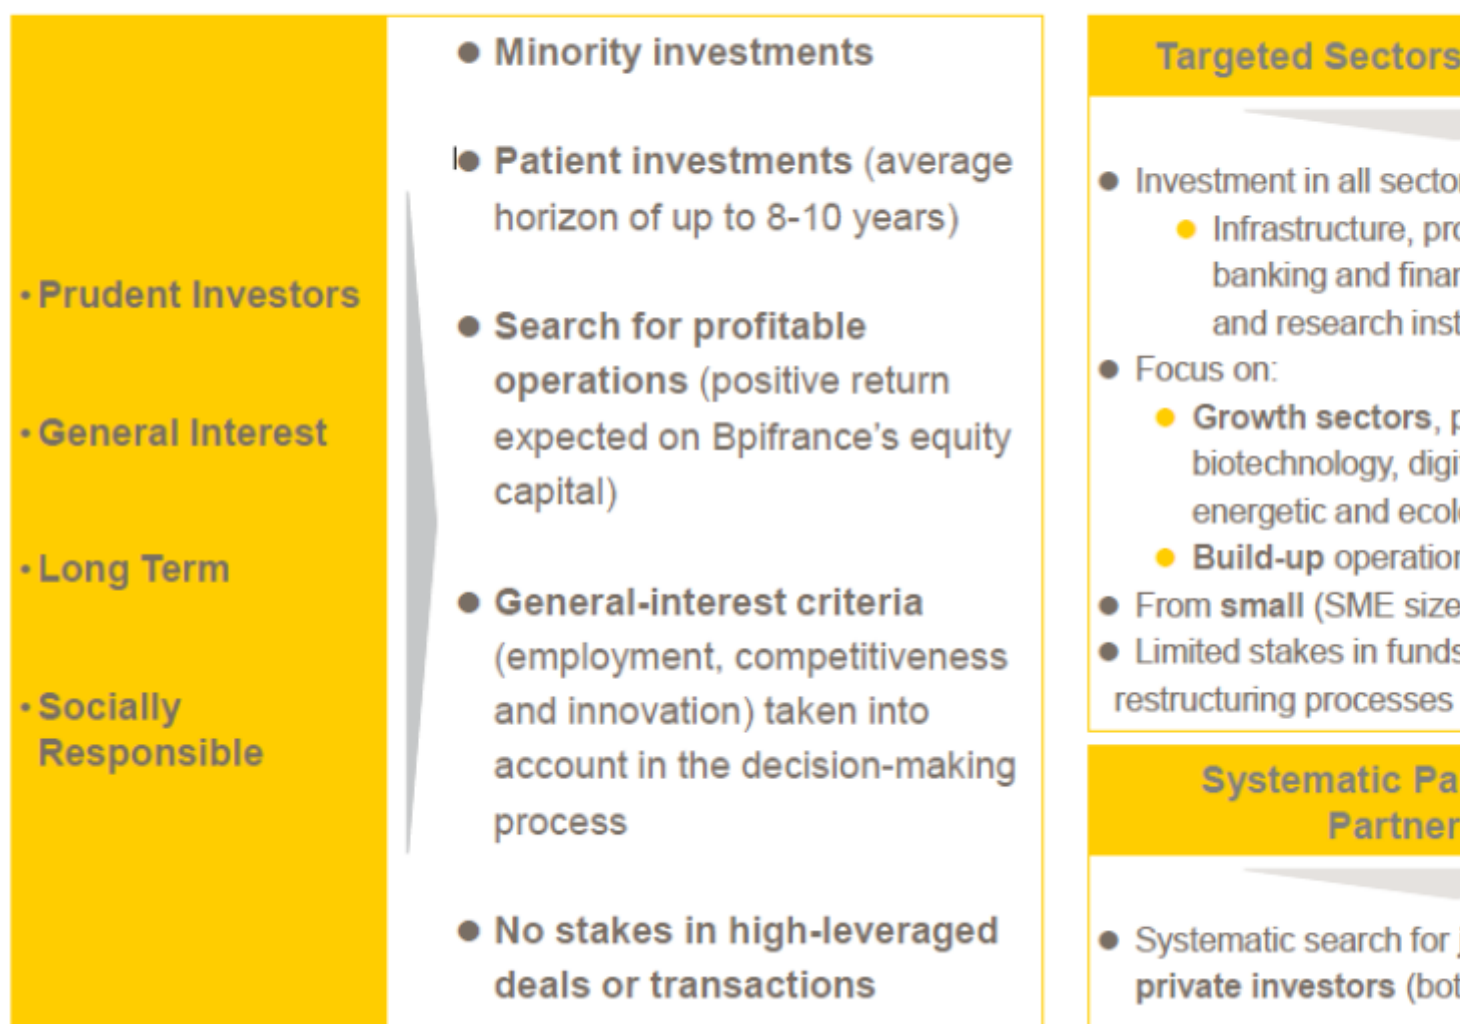 • Prudent Investors
• General Interest
• Long Term
• Socially
Responsible
● Minority investments
● Patient investments (average
horizon of up to 8-10 years)
● Search for profitable
operations (positive return
expected on Bpifrance's equity
capital)
● General-interest criteria
(employment, competitiveness
and innovation) taken into
account in the decision-making
process
● No stakes in high-leveraged
deals or transactions
Targeted Sectors
● Investment in all
● Infrastructure,
banking and
and research
● Focus on:
● Growth sectors,
biotechnology,
energetic and
● Build-up
● From small (SME size
● Limited stakes in funds
restructuring processes
Systematic
● Systematic search for
private investors